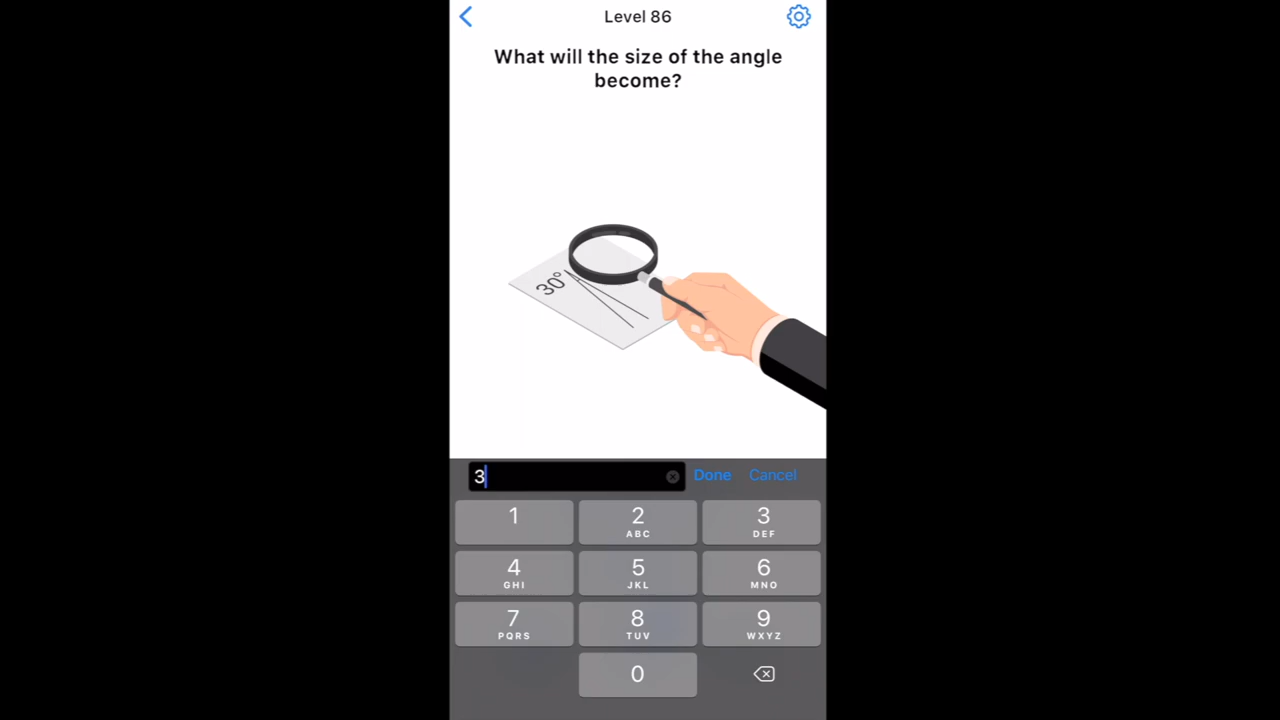 Level 86
What will the size of the angle
become?
30°
3
Done
Cancel
1
2
ABC
3
DEF
4
GHI
5
JKL
6
MNO
7
PQRS
8
TUV
9
WXYZ
0